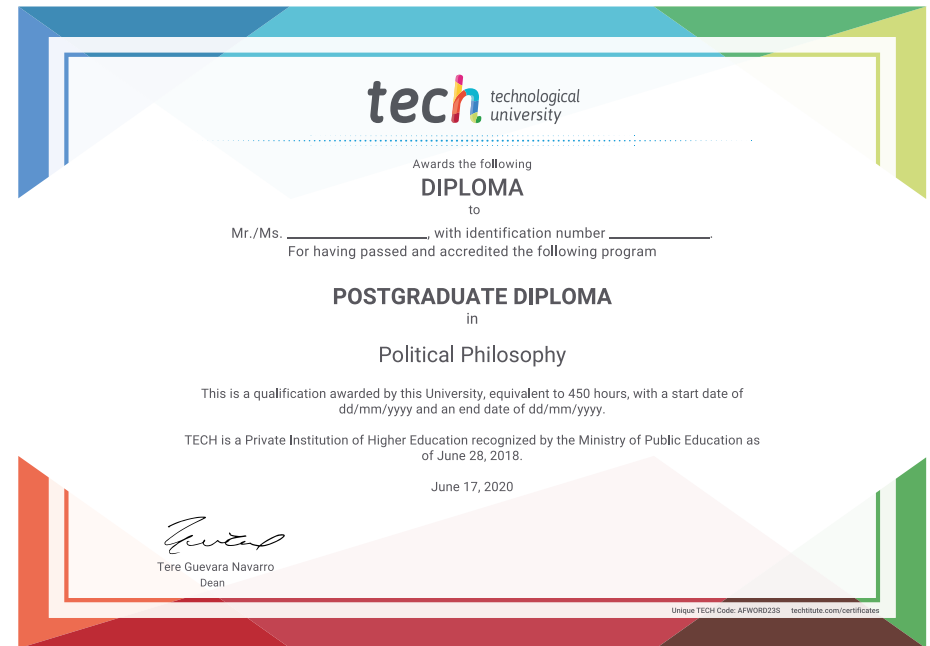 tech technological
university
Awards the following
DIPLOMA
to
Mr./Ms. ____________, with identification number ____________.
For having passed and accredited the following program
POSTGRADUATE DIPLOMA
in
Political Philosophy
This is a qualification awarded by this University, equivalent to 450 hours, with a start date of
dd/mm/yyyy and an end date of dd/mm/yyyy.
TECH is a Private Institution of Higher Education recognized by the Ministry of Public Education as
of June 28, 2018.
June 17, 2020
Tere Guevara Navarro
Dean
Unique TECH Code: AFWORD23S techtitute.com/certificates